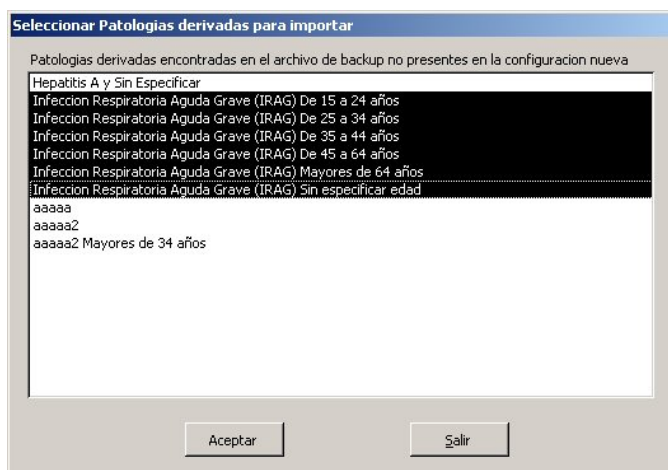 Seleccionar Patologias derivadas para importar
Patologias derivadas encontradas en el archivo de backup no presentes en la configuracion nueva
Hepatitis A y Sin Especificar
Infeccion Respiratoria Aguda Grave (IRAG) De 15 a 24 años
Infeccion Respiratoria Aguda Grave (IRAG) De 25 a 34 años
Infeccion Respiratoria Aguda Grave (IRAG) De 35 a 44 años
Infeccion Respiratoria Aguda Grave (IRAG) De 45 a 64 años
Infeccion Respiratoria Aguda Grave (IRAG) Mayores de 64 años
Infeccion Respiratoria Aguda Grave (IRAG) Sin especificar edad
aaaaa
aaaaa2
aaaaa2 Mayores de 34 años
Aceptar
Salir